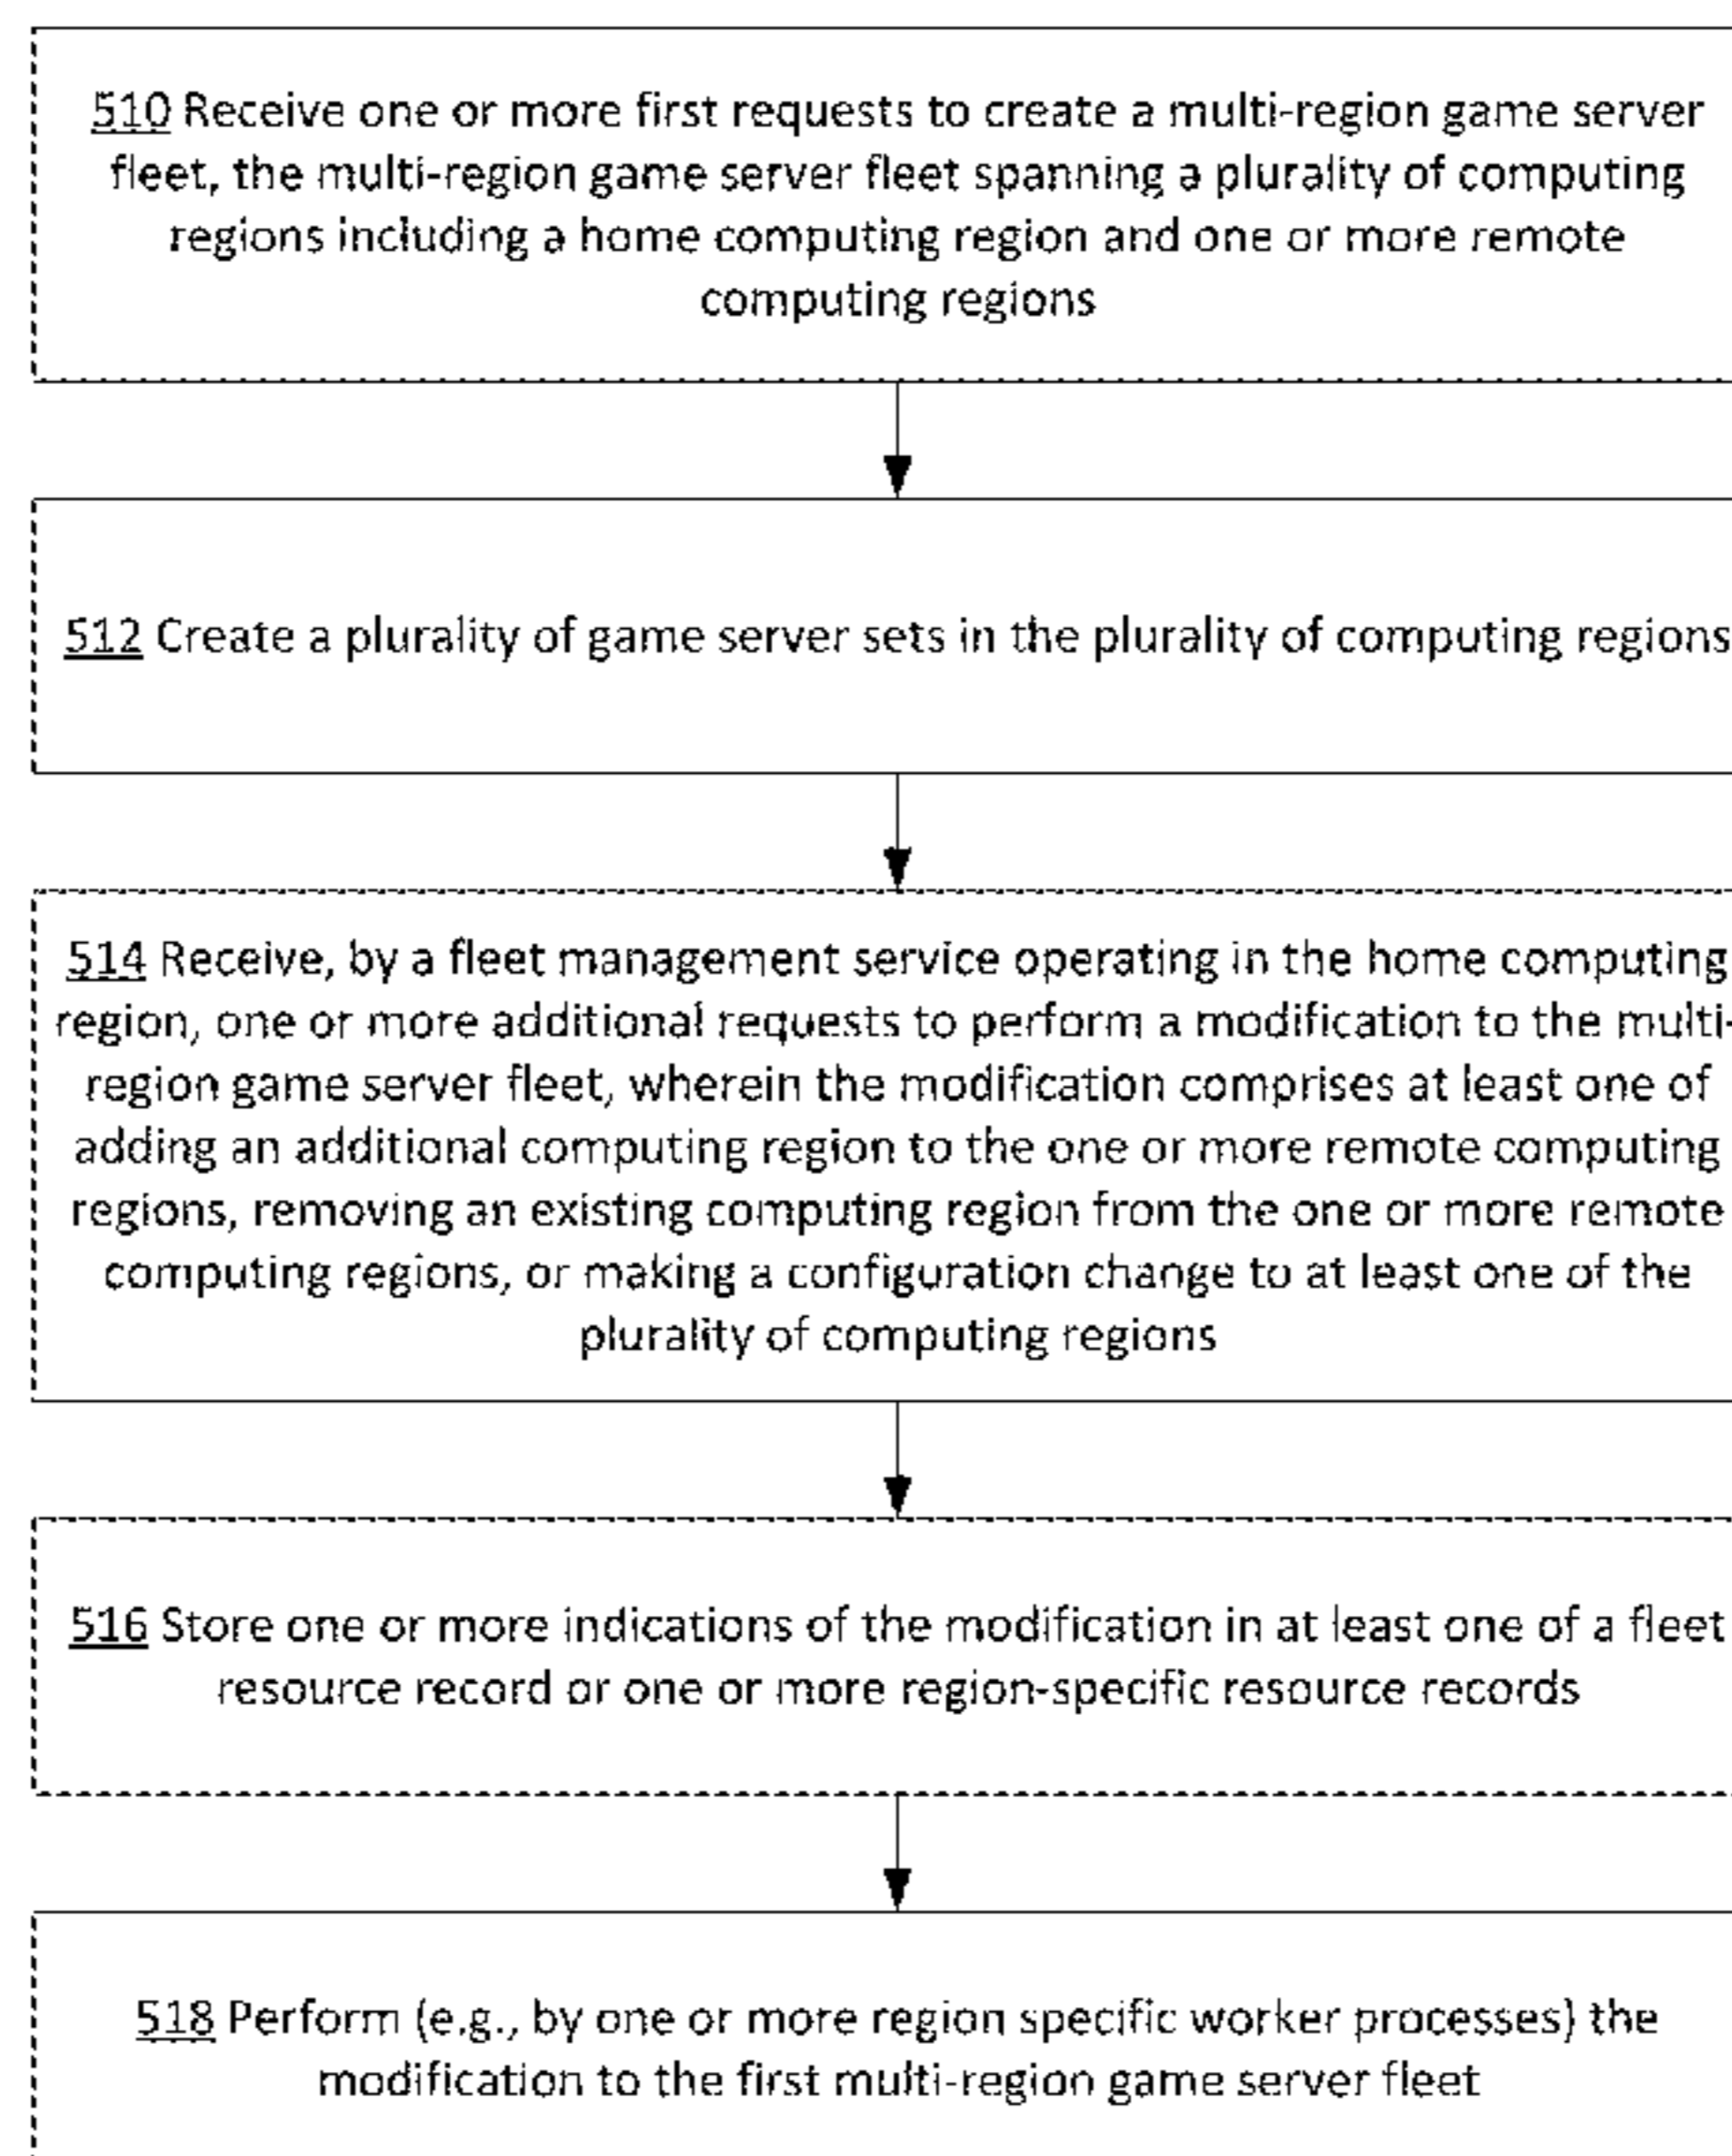 510 Receive one or more first requests to create a multi-region game server
fleet, the multi-region game server fleet spanning a plurality of computing
regions including a home computing region and one or more remote
computing regions
512 Create a plurality of game server sets in the plurality of computing regions
514 Receive, by a fleet management service operating in the home computing
region, one or more additional requests to perform a modification to the multi-
region game server fleet, wherein the modification comprises at least one of
adding an additional computing region to the one or more remote computing
regions, removing an existing computing region from the one or more remote
computing regions, or making a configuration change to at least one of the
plurality of computing regions
516 Store one or more indications of the modification in at least one of a fleet
resource record or one or more region-specific resource records
518 Perform (e.g., by one or more region specific worker processes) the
modification to the first multi-region game server fleet